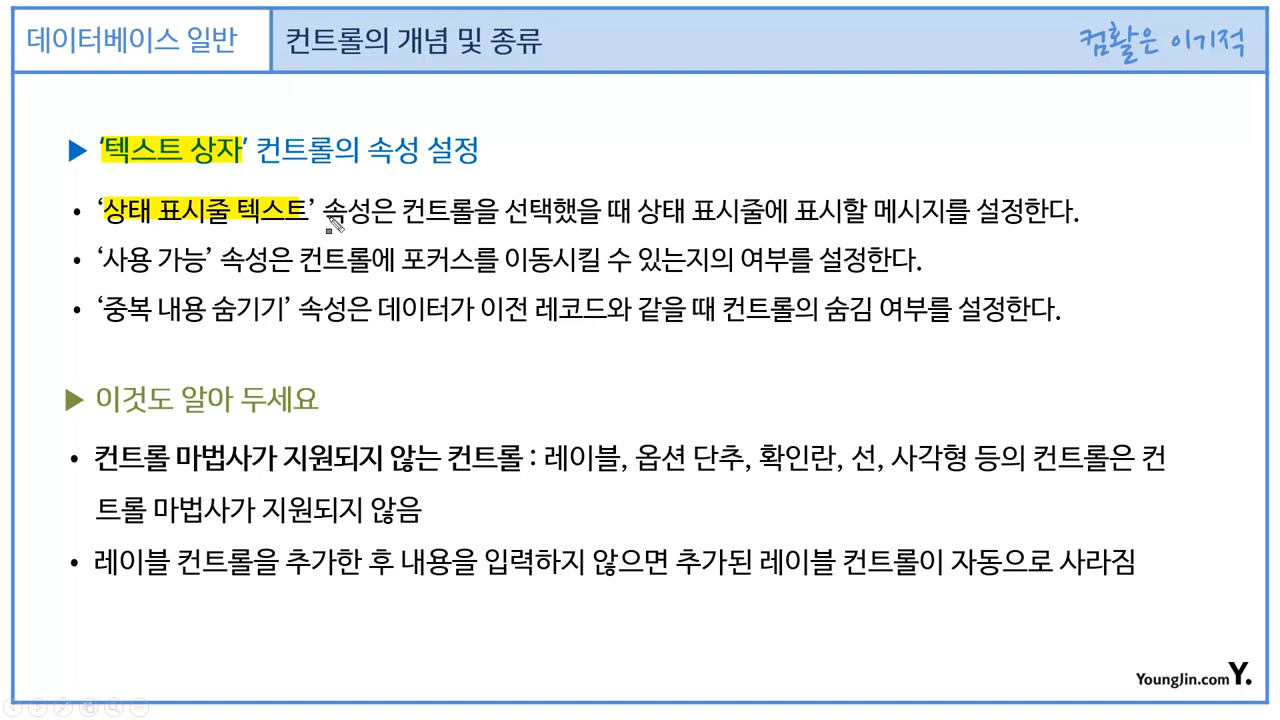 데이터베이스 일반
컨트롤의 개념 및 종류
컴활은 이기적
▶ ‘텍스트 상자’ 컨트롤의 속성 설정
• ‘상태 표시줄 텍스트’ 속성은 컨트롤을 선택했을 때 상태 표시줄에 표시할 메시지를 설정한다.
• ‘사용 가능’ 속성은 컨트롤에 포커스를 이동시킬 수 있는지의 여부를 설정한다.
• ‘중복 내용 숨기기’ 속성은 데이터가 이전 레코드와 같을 때 컨트롤의 숨김 여부를 설정한다.
▶ 이것도 알아 두세요
• 컨트롤 마법사가 지원되지 않는 컨트롤 : 레이블, 옵션 단추, 확인란, 선, 사각형 등의 컨트롤은 컨
트롤 마법사가 지원되지 않음
• 레이블 컨트롤을 추가한 후 내용을 입력하지 않으면 추가된 레이블 컨트롤이 자동으로 사라짐
YoungJin.com Y.